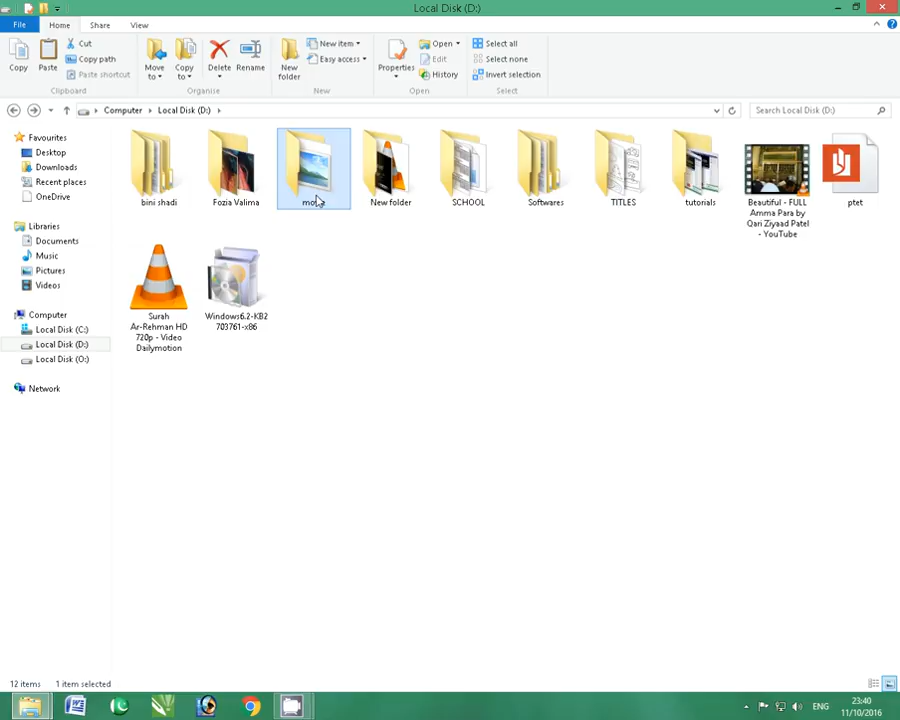 Local Disk (D:)
File
Home
Share
View
Copy
Paste
Cut
Copy path
Paste shortcut
Clipboard
Move to
Copy to
Delete
Rename
Organise
New folder
New item
Easy access
New
Properties
Open
Edit
History
Open
Select all
Select none
Invert selection
Select
Computer
Local Disk (D:)
Search Local Disk (D:)
Favourites
Desktop
Downloads
Recent places
OneDrive
Libraries
Documents
Music
Pictures
Videos
Computer
Local Disk (C:)
Local Disk (D:)
Local Disk (O:)
Network
bini shadi
Fozia Valima
New folder
SCHOOL
Softwares
TITLES
tutorials
Beautiful - FULL
Amma Para by
Qari Ziyaad Patel
- YouTube
ptet
Surah
Ar-Rehman HD
720p - Video
Dailymotion
Windows6.2-KB2
703761-x86
12 items
1 item selected
ENG
23:40
11/10/2016